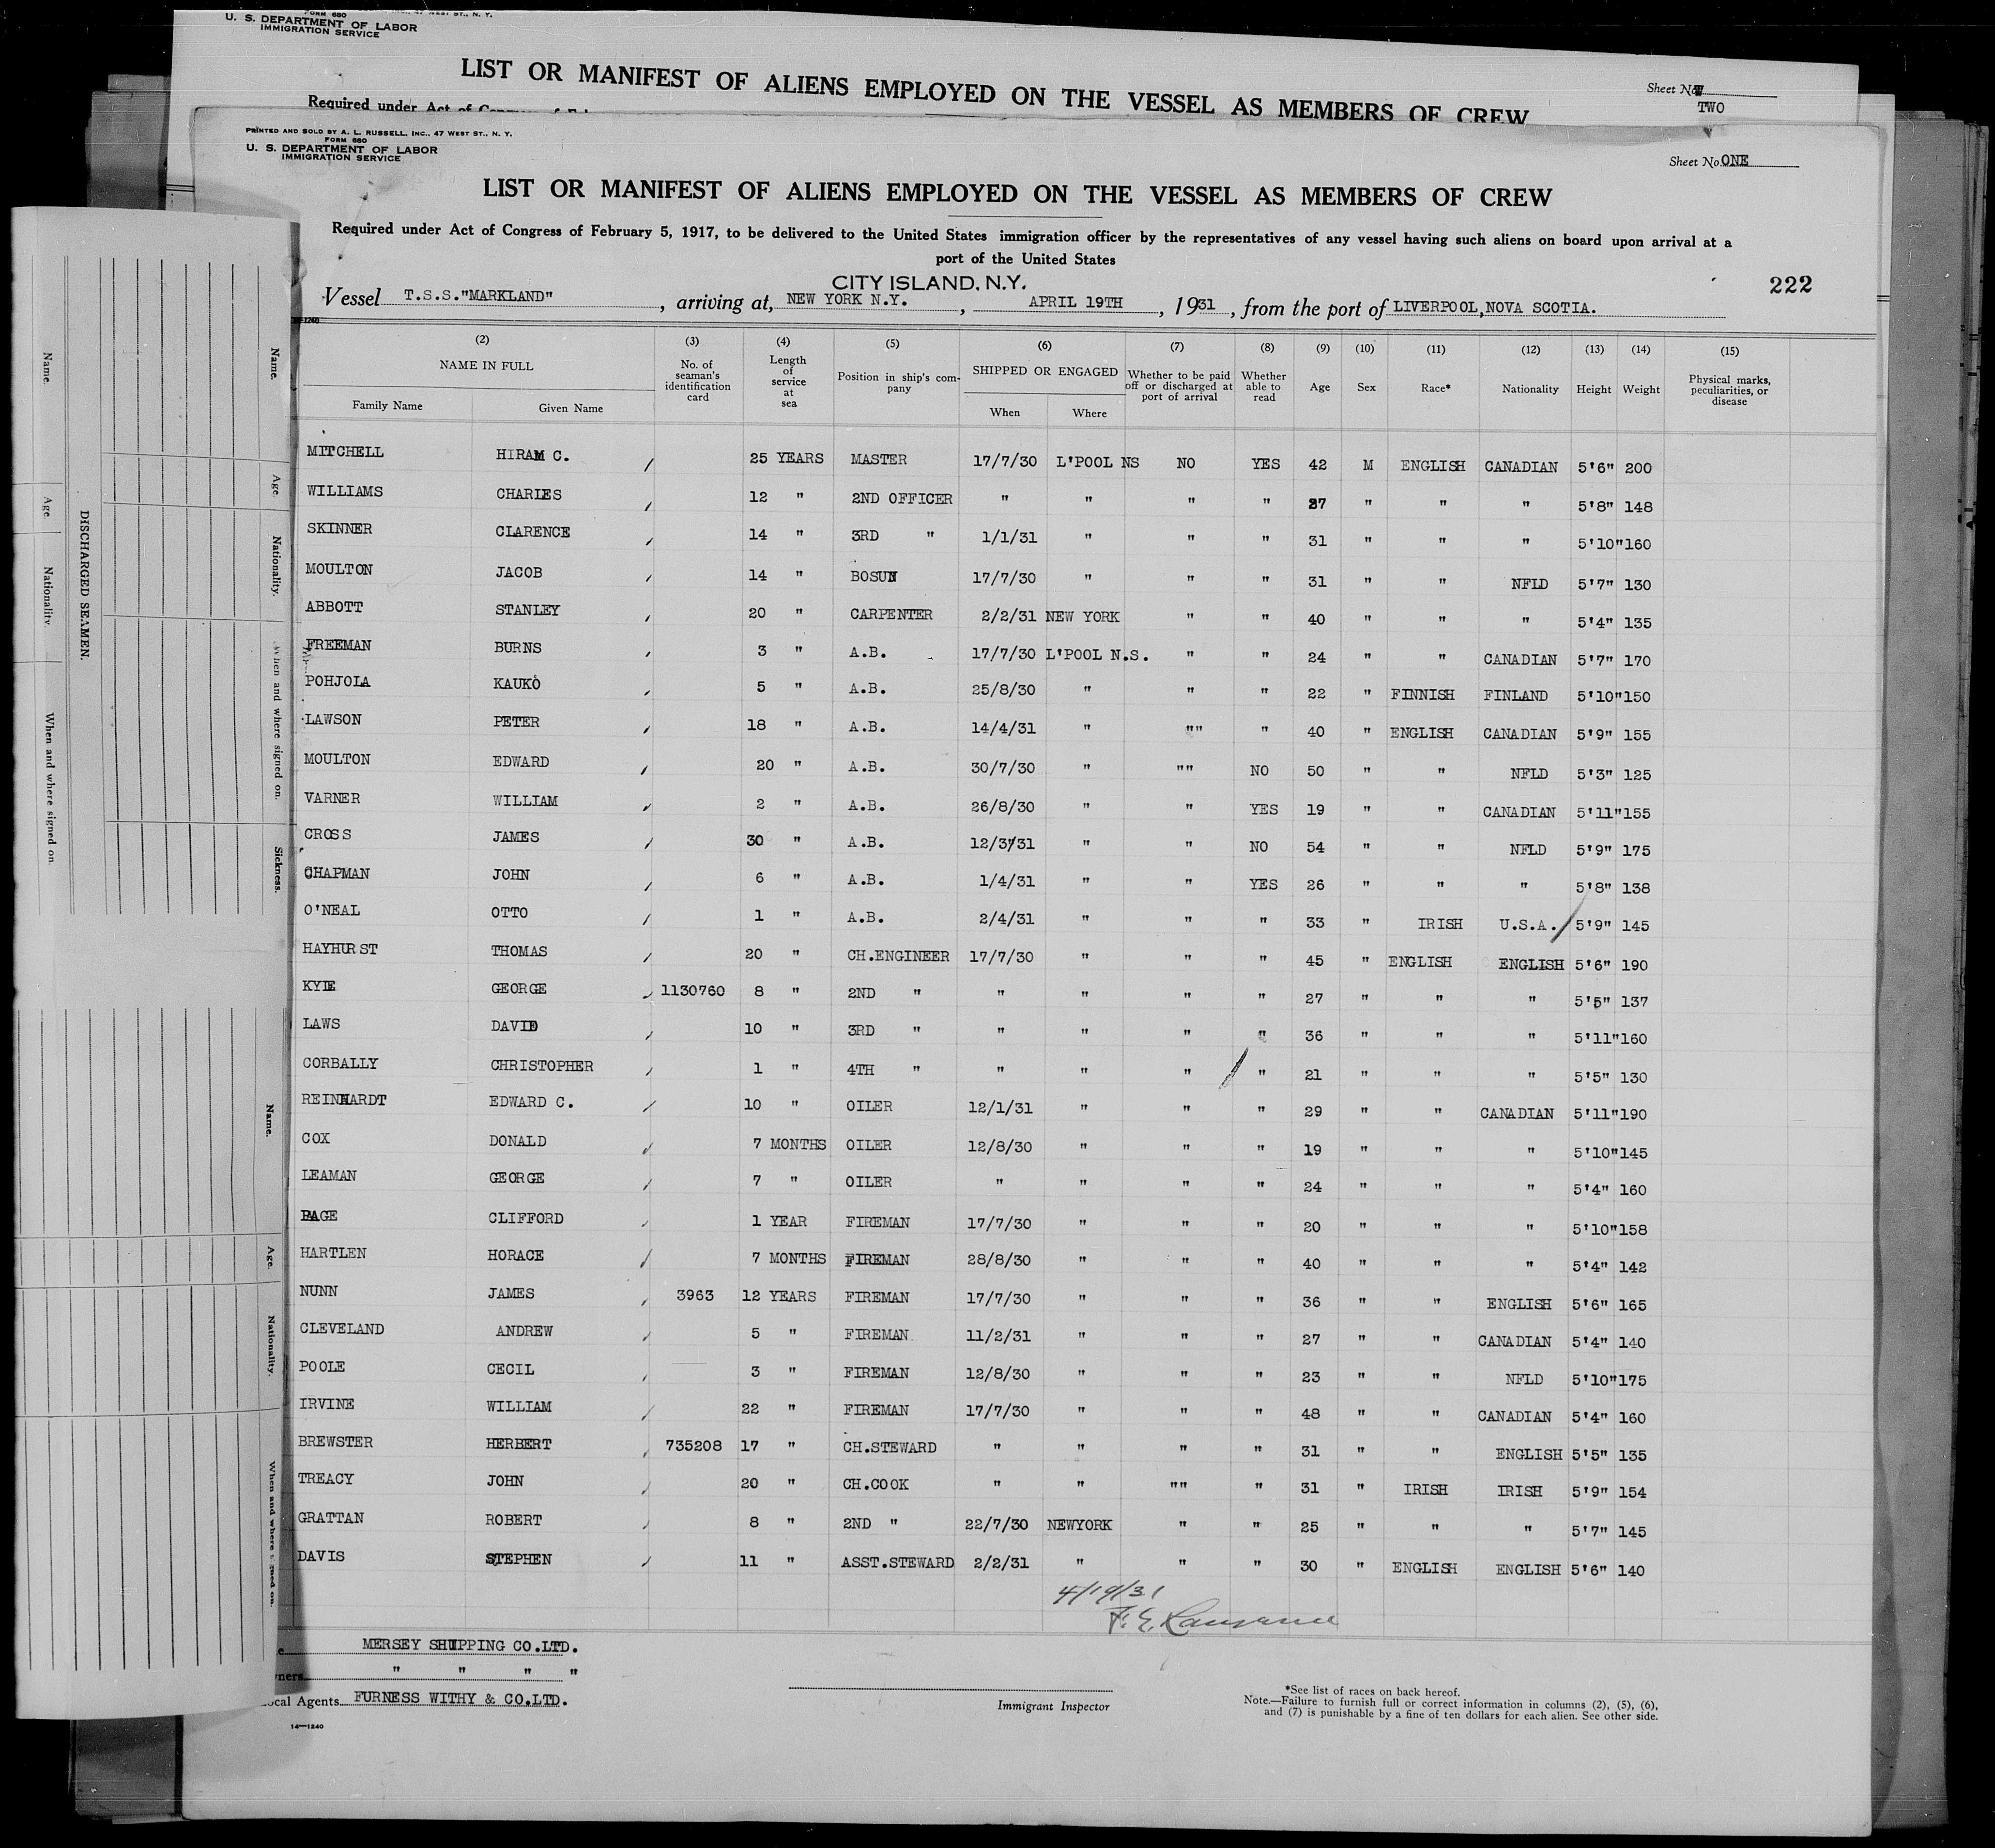 FORM 680
U. S. DEPARTMENT OF LABOR
IMMIGRATION SERVICE
LIST OR MANIFEST OF ALIENS EMPLOYED ON THE VESSEL AS MEMBERS OF CREW
Sheet No.
TWO
Required under Act of Congress of
PRINTED AND SOLD BY A. L. RUSSELL, INC., 47 WEST ST., N. Y.
FORM 680
U. S. DEPARTMENT OF LABOR
IMMIGRATION SERVICE
Sheet No. ONE
LIST OR MANIFEST OF ALIENS EMPLOYED ON THE VESSEL AS MEMBERS OF CREW
Required under Act of Congress of February 5, 1917, to be delivered to the United States immigration officer by the representatives of any vessel having such aliens on board upon arrival at a
port of the United States
CITY ISLAND, N.Y.
222
Vessel T.S.S."MARKLAND", arriving at, NEW YORK N.Y., APRIL 19TH, 1931, from the port of LIVERPOOL, NOVA SCOTIA.
(2) (3) (4) (5) (6) (7) (8) (9) (10) (11) (12) (13) (14) (15)
NAME IN FULL No. of seaman's identification card Length of service at sea Position in ship's company SHIPPED OR ENGAGED Whether to be paid off or discharged at port of arrival Whether able to read Age Sex Race* Nationality Height Weight Physical marks, peculiarities, or disease
Family Name Given Name When Where
MITCHELL HIRAM C. 25 YEARS MASTER 17/7/30 L'POOL NS NO YES 42 M ENGLISH CANADIAN 5'6" 200
WILLIAMS CHARLES 12 " 2ND OFFICER " " " " 37 " " " 5'8" 148
SKINNER CLARENCE 14 " 3RD " 1/1/31 " " " 31 " " " 5'10" 160
MOULTON JACOB 14 " BOSUN 17/7/30 " " " 31 " " NFLD 5'7" 130
ABBOTT STANLEY 20 " CARPENTER 2/2/31 NEW YORK " " 40 " " " 5'4" 135
FREEMAN BURNS 3 " A.B. 17/7/30 L'POOL N.S. " " 24 " " CANADIAN 5'7" 170
POHJOLA KAUKO 5 " A.B. 25/8/30 " " " 22 " FINNISH FINLAND 5'10" 150
LAWSON PETER 18 " A.B. 14/4/31 " "" " 40 " ENGLISH CANADIAN 5'9" 155
MOULTON EDWARD 20 " A.B. 30/7/30 " "" NO 50 " " NFLD 5'3" 125
VARNER WILLIAM 2 " A.B. 26/8/30 " " YES 19 " " CANADIAN 5'11" 155
CROSS JAMES 30 " A.B. 12/3/31 " " NO 54 " " NFLD 5'9" 175
CHAPMAN JOHN 6 " A.B. 1/4/31 " " YES 26 " " " 5'8" 138
O'NEAL OTTO 1 " A.B. 2/4/31 " " " 33 " IRISH U.S.A. 5'9" 145
HAYHURST THOMAS 20 " CH.ENGINEER 17/7/30 " " " 45 " ENGLISH ENGLISH 5'6" 190
KYLE GEORGE 1130760 8 " 2ND " " " " " 27 " " " 5'5" 137
LAWS DAVID 10 " 3RD " " " " " 36 " " " 5'11" 160
CORBALLY CHRISTOPHER 1 " 4TH " " " " " 21 " " " 5'5" 130
REINHARDT EDWARD C. 10 " OILER 12/1/31 " " " 29 " " CANADIAN 5'11" 190
COX DONALD 7 MONTHS OILER 12/8/30 " " " 19 " " " 5'10" 145
LEAMAN GEORGE 7 " OILER " " " " 24 " " " 5'4" 160
PAGE CLIFFORD 1 YEAR FIREMAN 17/7/30 " " " 20 " " " 5'10" 158
HARTLEN HORACE 7 MONTHS FIREMAN 28/8/30 " " " 40 " " " 5'4" 142
NUNN JAMES 3963 12 YEARS FIREMAN 17/7/30 " " " 36 " " ENGLISH 5'6" 165
CLEVELAND ANDREW 5 " FIREMAN 11/2/31 " " " 27 " " CANADIAN 5'4" 140
POOLE CECIL 3 " FIREMAN 12/8/30 " " " 23 " " NFLD 5'10" 175
IRVINE WILLIAM 22 " FIREMAN 17/7/30 " " " 48 " " CANADIAN 5'4" 160
BREWSTER HERBERT 735208 17 " CH.STEWARD " " " " 31 " " ENGLISH 5'5" 135
TREACY JOHN 20 " CH.COOK " " "" " 31 " IRISH IRISH 5'9" 154
GRATTAN ROBERT 8 " 2ND " 22/7/30 NEWYORK " " 25 " " " 5'7" 145
DAVIS STEPHEN 11 " ASST.STEWARD 2/2/31 " " " 30 " ENGLISH ENGLISH 5'6" 140
4/19/31
F. E.
MERSEY SHIPPING CO.LTD.
" " " "
Local Agents FURNESS WITHY & CO.LTD.
Immigrant Inspector
*See list of races on back hereof.
Note.—Failure to furnish full or correct information in columns (2), (5), (6),
and (7) is punishable by a fine of ten dollars for each alien. See other side.
14—1240
DISCHARGED SEAMEN.
Name. Age. Nationality. When and where signed on.
Name. Age. Nationality. When and where signed on. Sickness.
Name. Age. Nationality. When and where signed on.